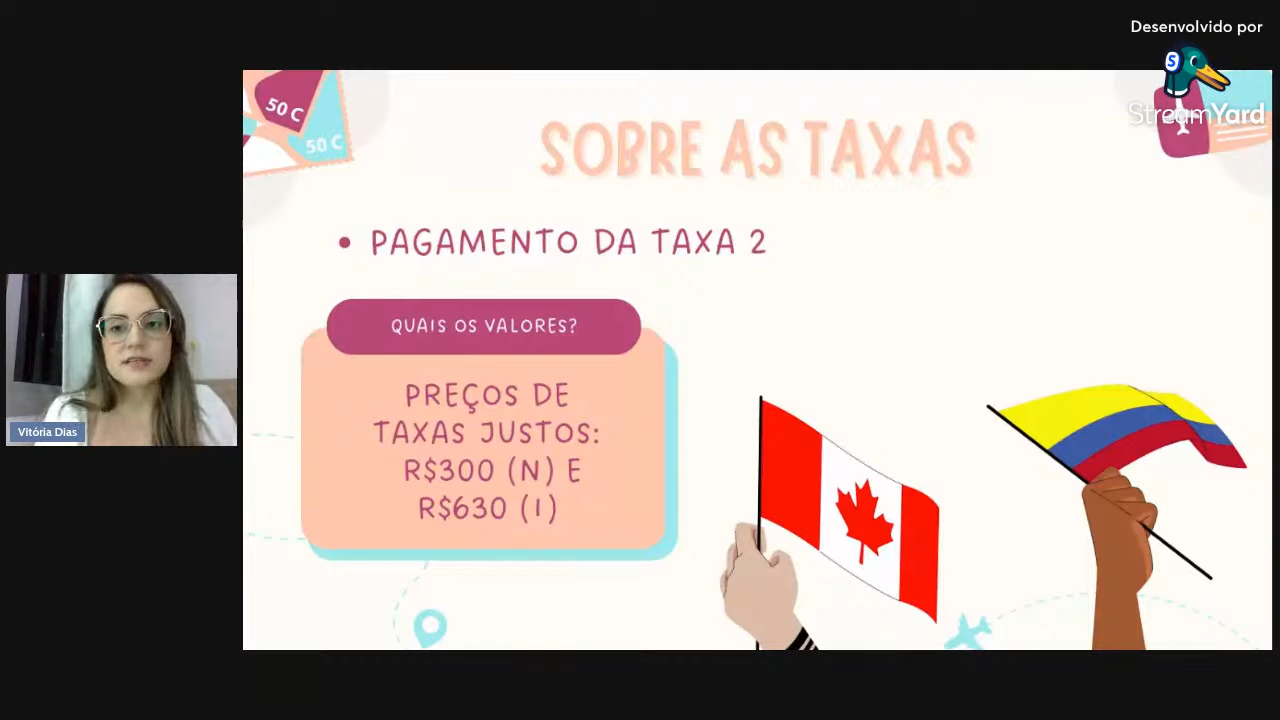 Desenvolvido por
StreamYard
50 C
50 C
SOBRE AS TAXAS
• PAGAMENTO DA TAXA 2
QUAIS OS VALORES?
PREÇOS DE
TAXAS JUSTOS:
R$300 (N) E
R$630 (I)
Vitória Dias